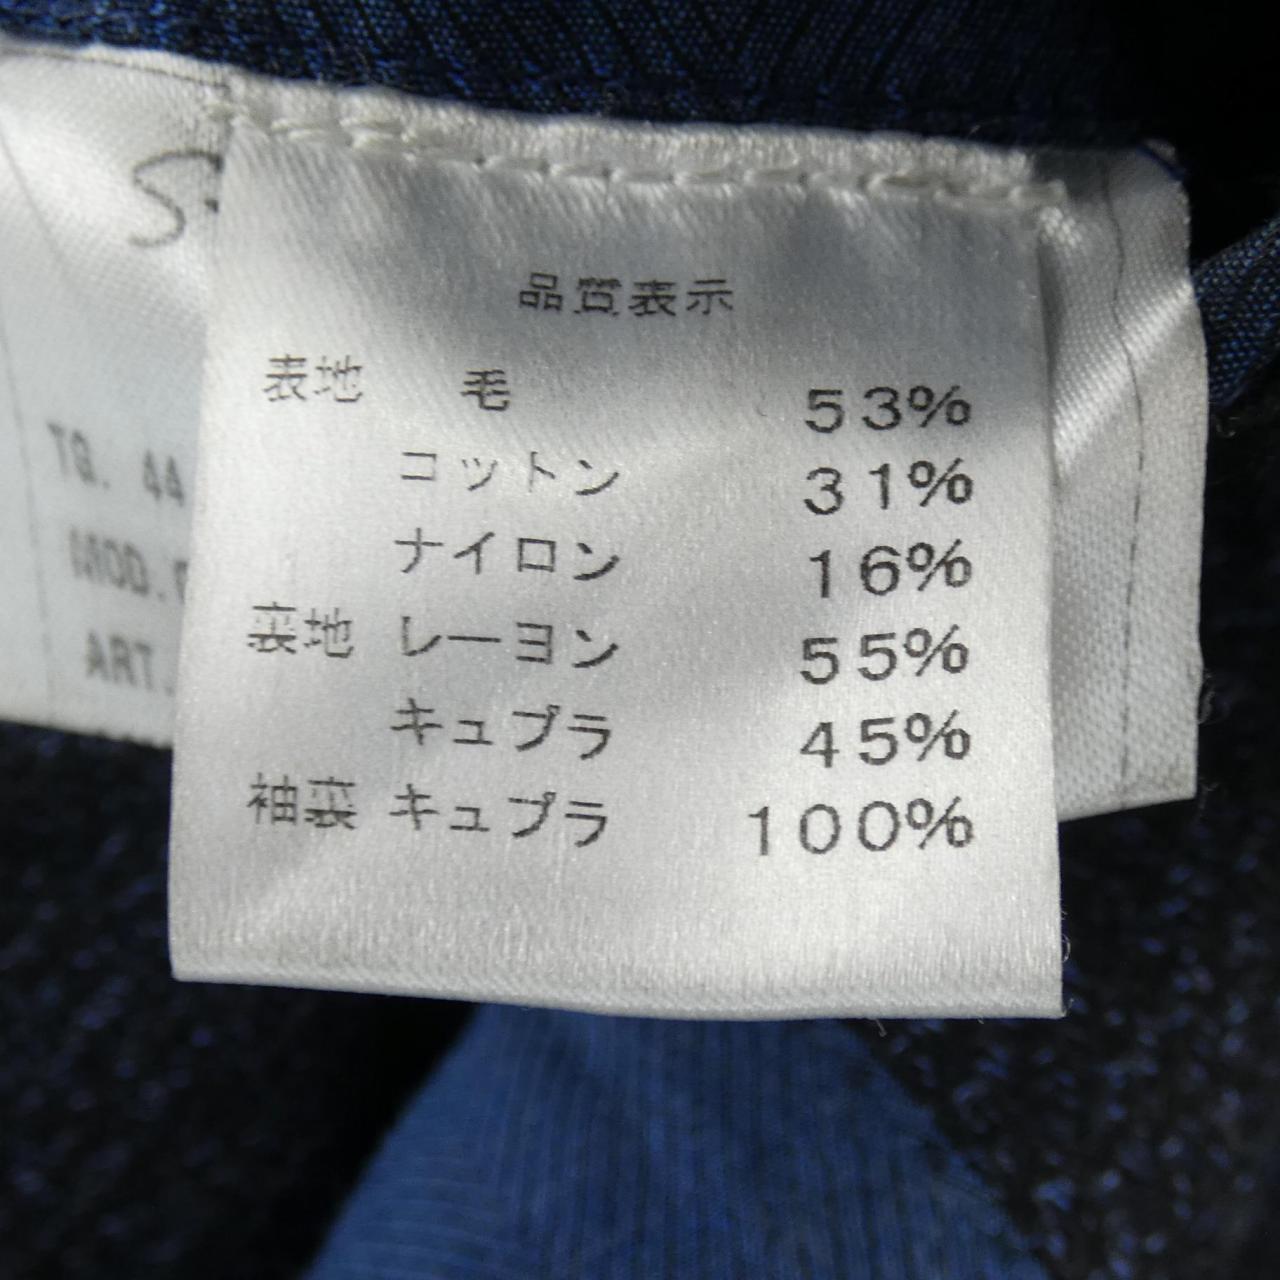 品質表示
表地 毛 53%
コットン 31%
ナイロン 16%
裏地 レーヨン 55%
キュプラ 45%
袖裏 キュプラ 100%
TG. 44
MOD.
ART.